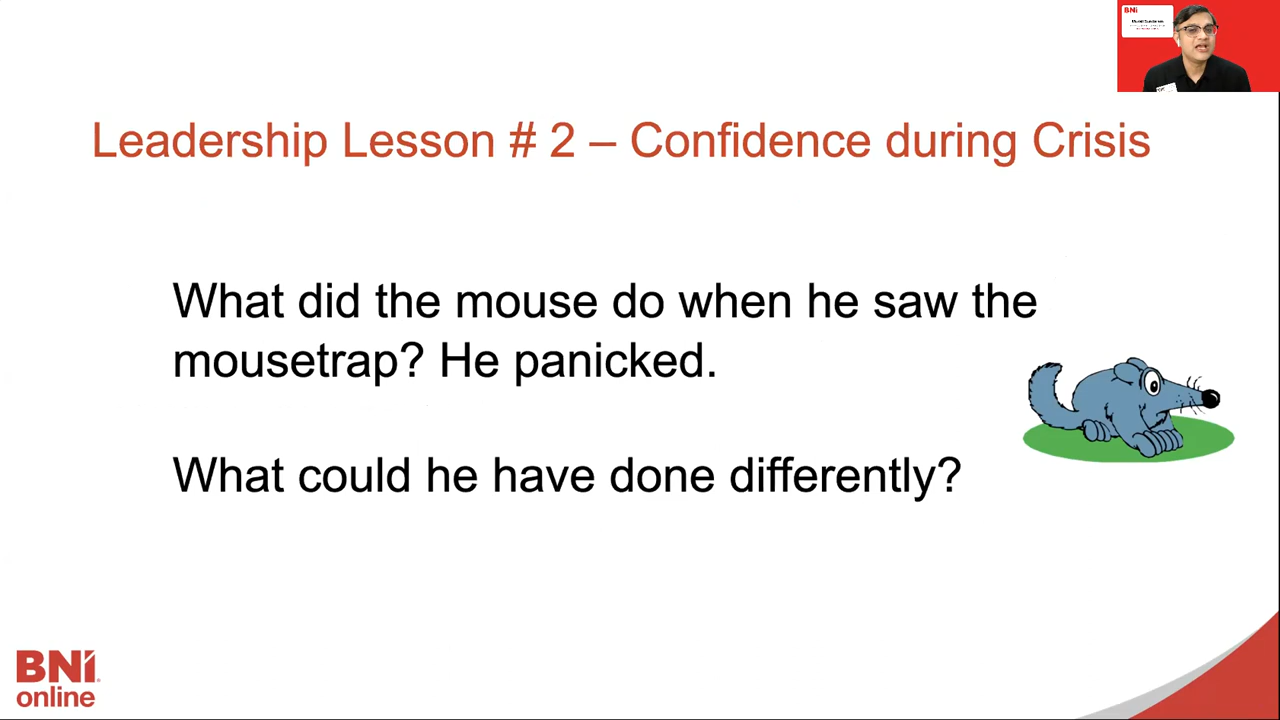 BNI
Leadership Lesson # 2 – Confidence during Crisis
What did the mouse do when he saw the
mousetrap? He panicked.
What could he have done differently?
BNI
online